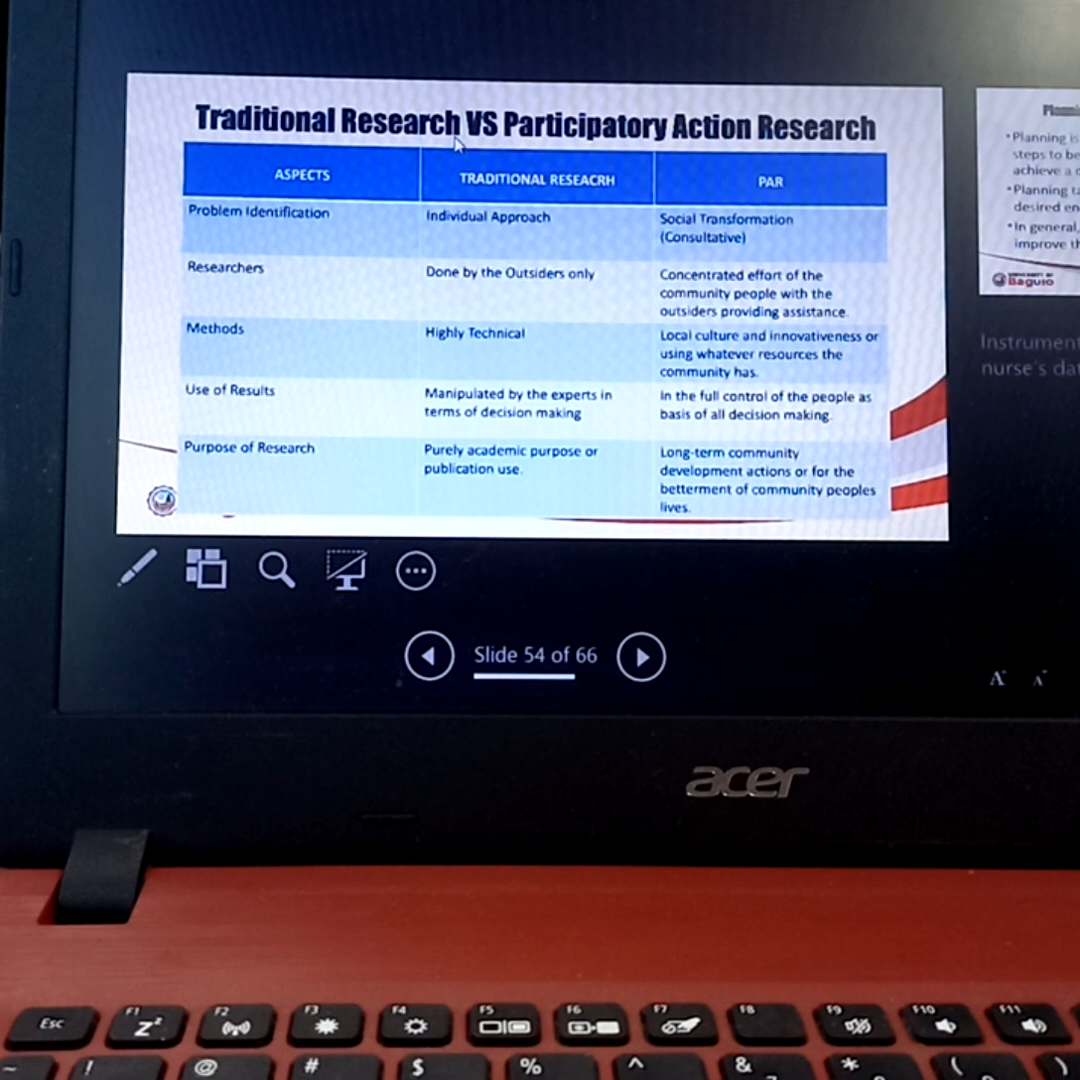 Traditional Research VS Participatory Action Research
ASPECTS
TRADITIONAL RESEACRH
PAR
Problem Identification
Individual Approach
Social Transformation
(Consultative)
Researchers
Done by the Outsiders only
Concentrated effort of the
community people with the
outsiders providing assistance.
Methods
Highly Technical
Local culture and innovativeness or
using whatever resources the
community has.
Use of Results
Manipulated by the experts in
terms of decision making
In the full control of the people as
basis of all decision making.
Purpose of Research
Purely academic purpose or
publication use.
Long-term community
development actions or for the
betterment of community peoples
lives.
•Planning is
steps to be
achieve a
•Planning
desired
•In general,
improve
UNIVERSITY OF
Baguio
nurse's
Slide 54 of 66
A A
acer
Esc F1 Zz F2 F3 F4 F5 F6 F7 F8 F9 F10 F11
~ ! @ # $ % ^ & 7 * ( )